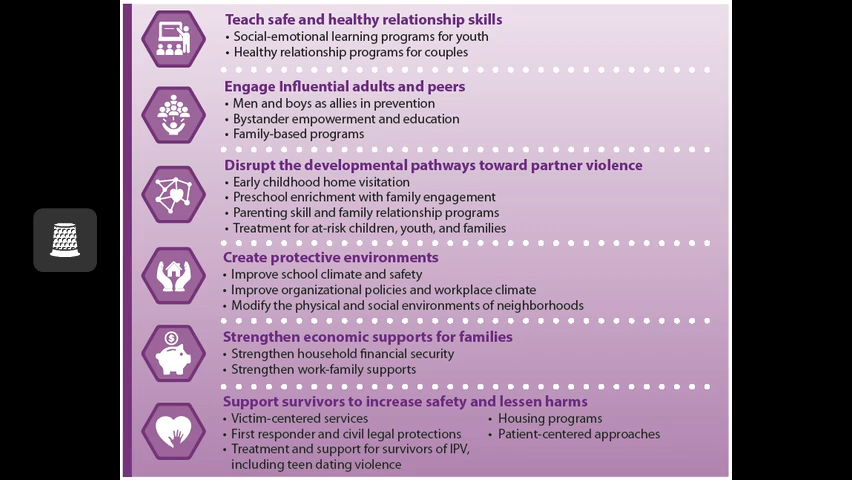 Teach safe and healthy relationship skills
• Social-emotional learning programs for youth
• Healthy relationship programs for couples
Engage Influential adults and peers
• Men and boys as allies in prevention
• Bystander empowerment and education
• Family-based programs
Disrupt the developmental pathways toward partner violence
• Early childhood home visitation
• Preschool enrichment with family engagement
• Parenting skill and family relationship programs
• Treatment for at-risk children, youth, and families
Create protective environments
• Improve school climate and safety
• Improve organizational policies and workplace climate
• Modify the physical and social environments of neighborhoods
$
Strengthen economic supports for families
• Strengthen household financial security
• Strengthen work-family supports
Support survivors to increase safety and lessen harms
• Victim-centered services
• First responder and civil legal protections
• Treatment and support for survivors of IPV,
including teen dating violence
• Housing programs
• Patient-centered approaches